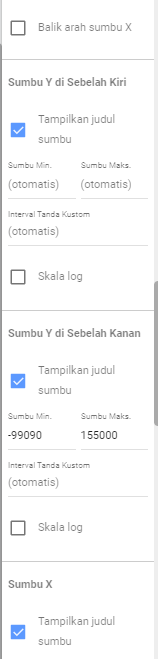 Balik arah sumbu X
Sumbu Y di Sebelah Kiri
Tampilkan judul
sumbu
Sumbu Min. Sumbu Maks.
(otomatis) (otomatis)
Interval Tanda Kustom
(otomatis)
Skala log
Sumbu Y di Sebelah Kanan
Tampilkan judul
sumbu
Sumbu Min. Sumbu Maks.
-99090 155000
Interval Tanda Kustom
(otomatis)
Skala log
Sumbu X
Tampilkan judul
sumbu